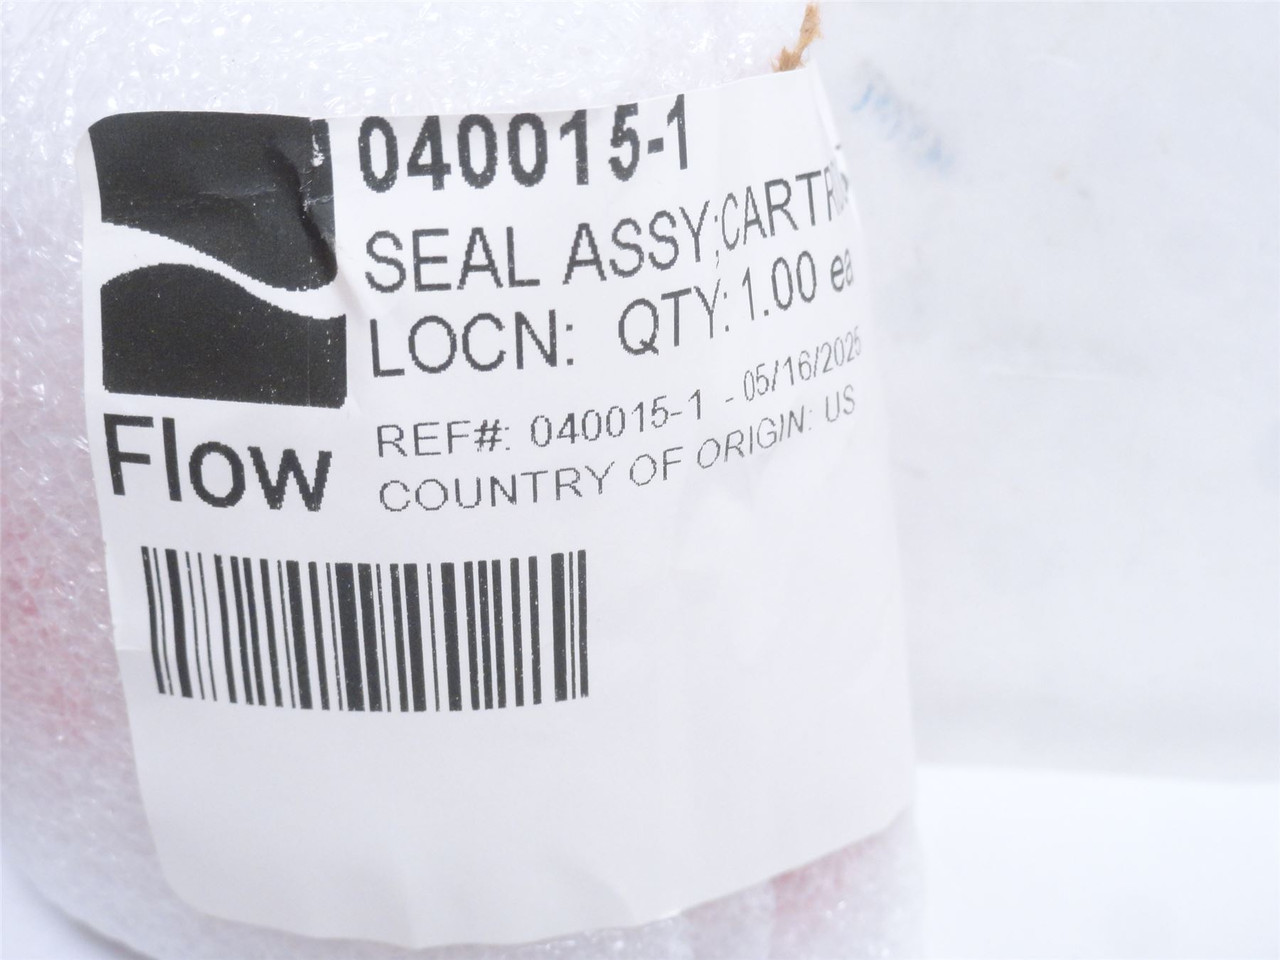 040015-1
SEAL ASSY;CARTRI
LOCN: QTY: 1.00 ea
REF#: 040015-1 - 05/16/2025
COUNTRY OF ORIGIN: US
Flow